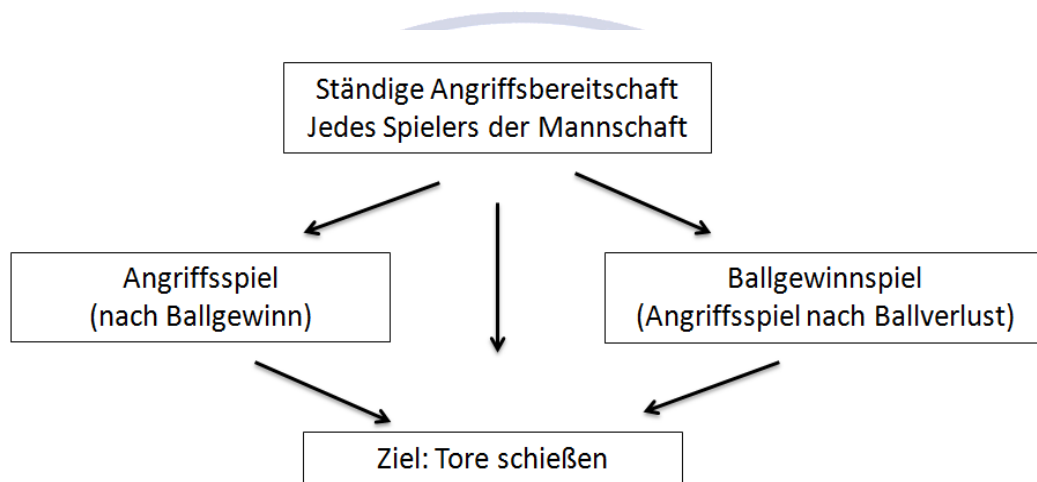 Ständige Angriffsbereitschaft
Jedes Spielers der Mannschaft
Angriffsspiel
(nach Ballgewinn)
Ballgewinnspiel
(Angriffsspiel nach Ballverlust)
Ziel: Tore schießen